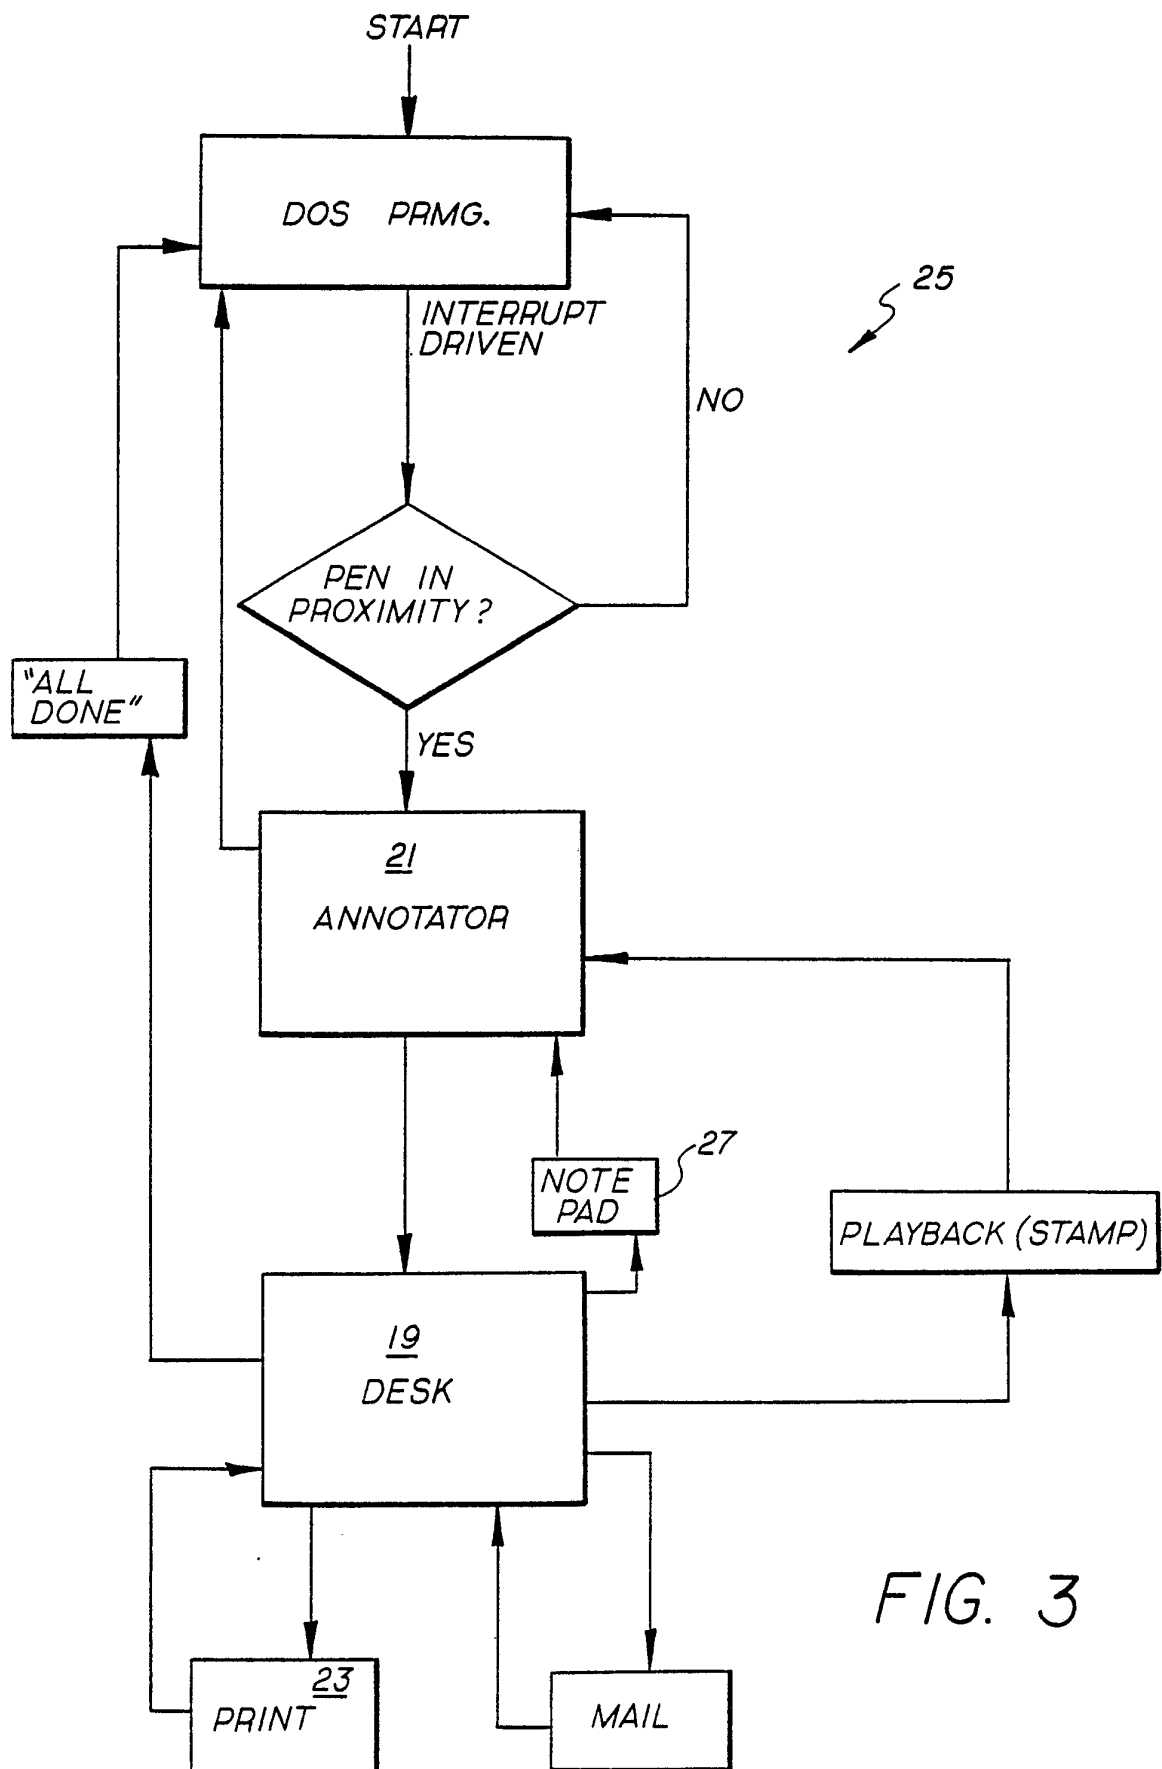 START
DOS PRMG.
25
INTERRUPT
DRIVEN
NO
PEN IN
PROXIMITY?
"ALL
DONE"
YES
21
ANNOTATOR
27
NOTE
PAD
PLAYBACK (STAMP)
19
DESK
FIG. 3
23
PRINT
MAIL